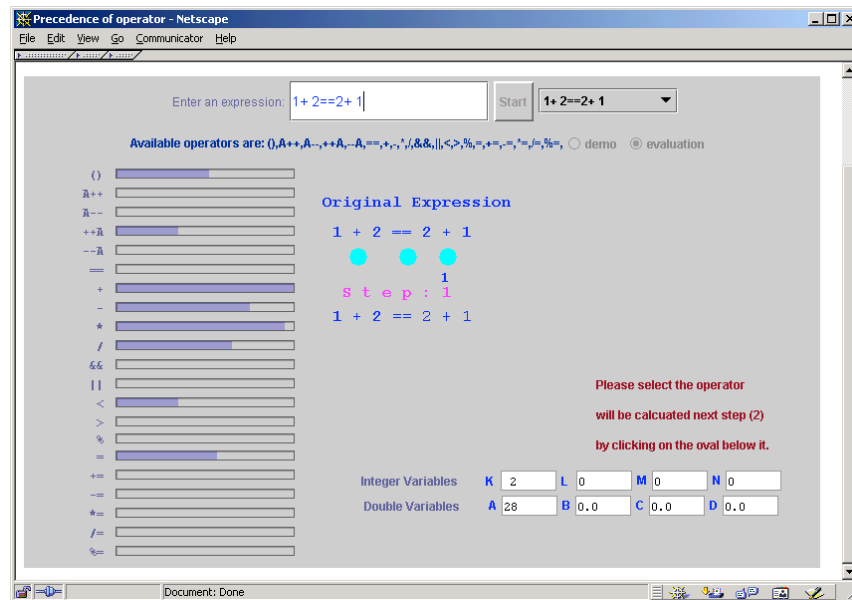 Precedence of operator - Netscape
File Edit View Go Communicator Help
Enter an expression: 1+ 2==2+ 1 Start 1+ 2==2+ 1
Available operators are: (),A++,A--,++A,--A,==,+,-,*,/,&&,||,<,>,%,=,+=,-=,*=,/=,%=, demo evaluation
()
A++
A--
++A
--A
==
+
-
*
/
&&
||
<
>
%
=
+=
-=
*=
/=
%=
Original Expression
1 + 2 == 2 + 1
1
Step:1
1 + 2 == 2 + 1
Please select the operator
will be calcuated next step (2)
by clicking on the oval below it.
Integer Variables K 2 L 0 M 0 N 0
Double Variables A 28 B 0.0 C 0.0 D 0.0
Document: Done